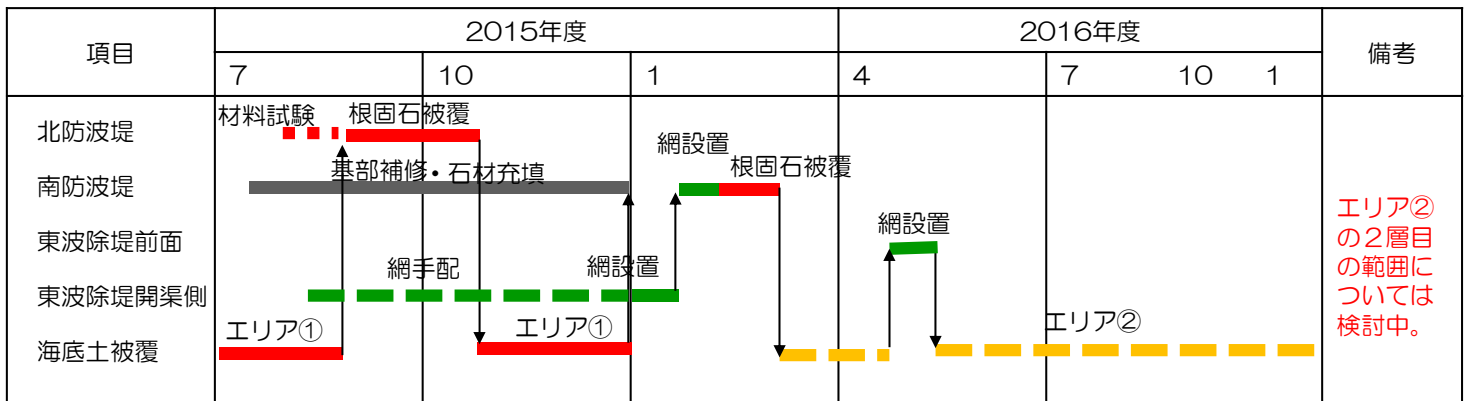 項目
2015年度
2016年度
備考
7
10
1
4
7
10
1
北防波堤
材料試験
根固石被覆
南防波堤
基部補修・石材充填
網設置
根固石被覆
東波除堤前面
網設置
東波除堤開渠側
網手配
網設置
海底土被覆
エリア①
エリア①
エリア②
エリア②
の2層目
の範囲に
ついては
検討中。